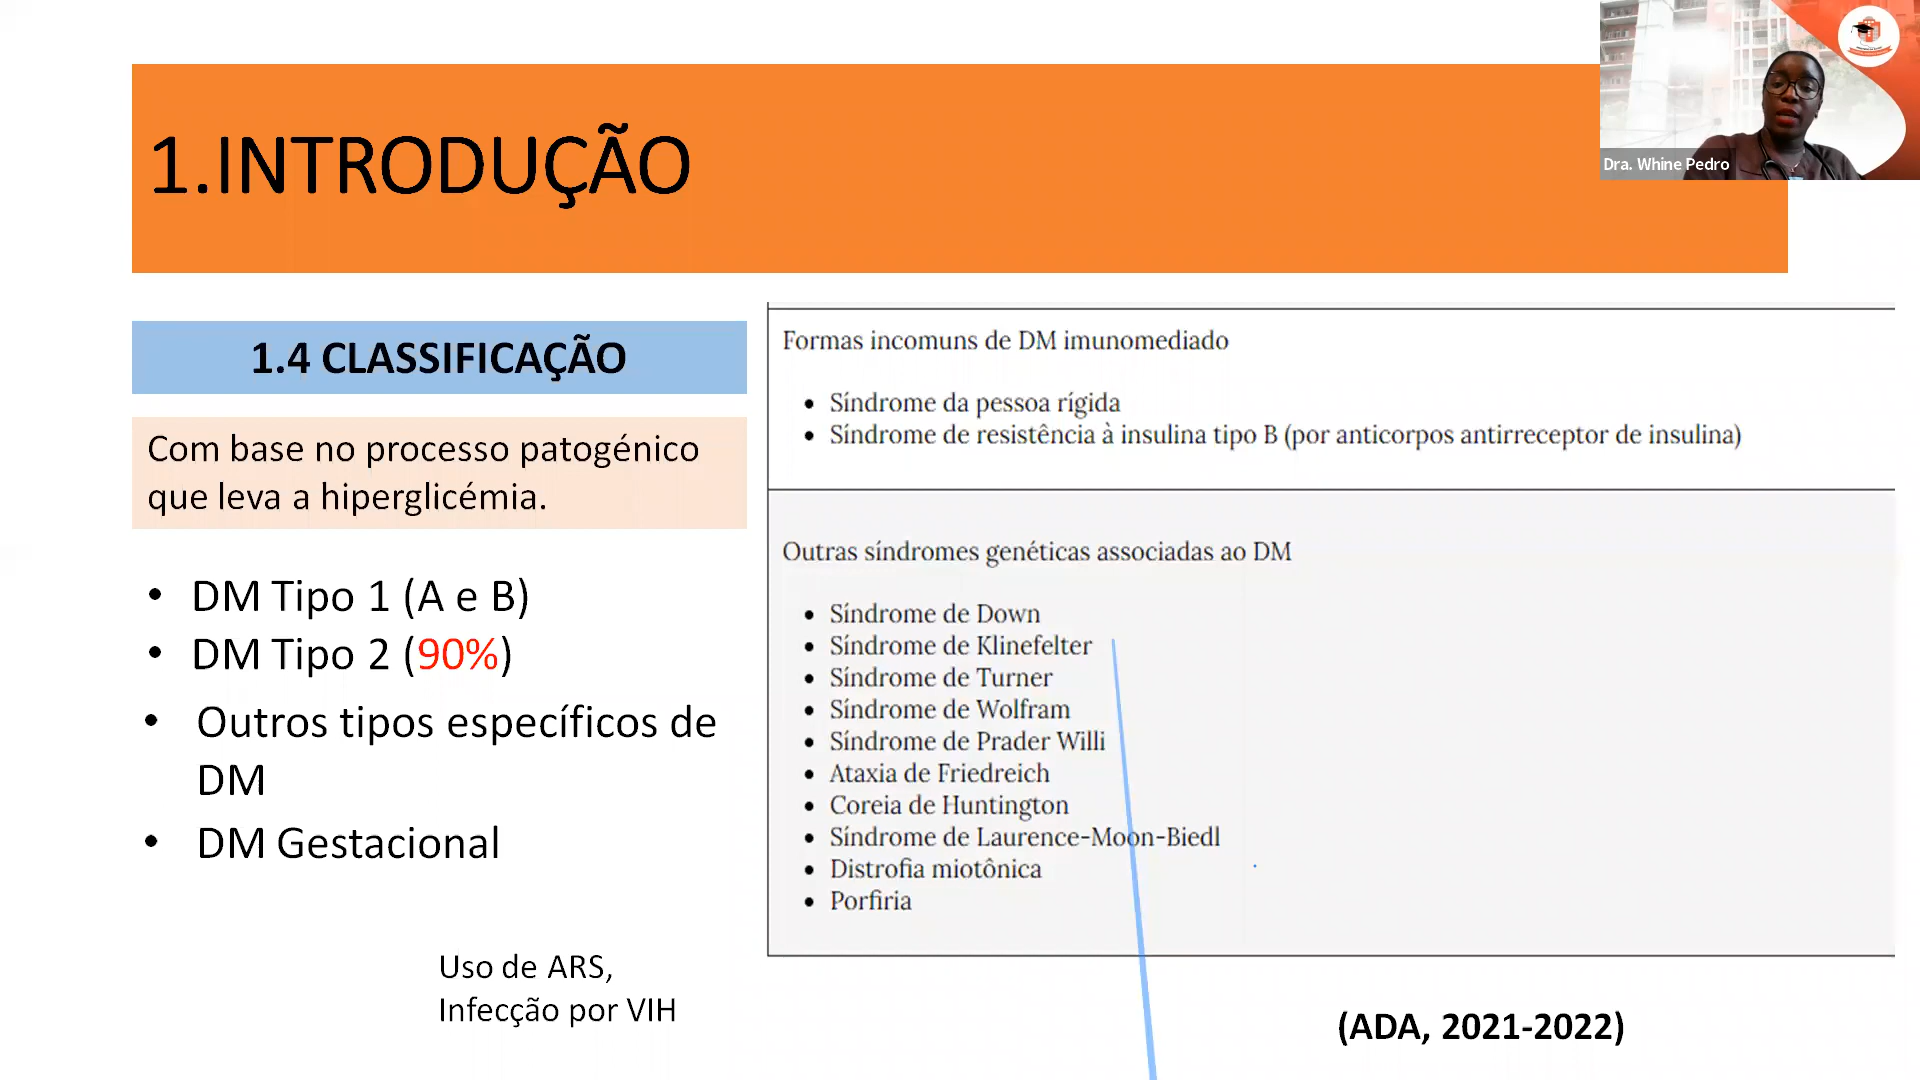 1.INTRODUÇÃO
Dra. Whine Pedro
1.4 CLASSIFICAÇÃO
Com base no processo patogénico
que leva a hiperglicémia.
• DM Tipo 1 (A e B)
• DM Tipo 2 (90%)
• Outros tipos específicos de
DM
• DM Gestacional
Uso de ARS,
Infecção por VIH
Formas incomuns de DM imunomediado
• Síndrome da pessoa rígida
• Síndrome de resistência à insulina tipo B (por anticorpos antirreceptor de insulina)
Outras síndromes genéticas associadas ao DM
• Síndrome de Down
• Síndrome de Klinefelter
• Síndrome de Turner
• Síndrome de Wolfram
• Síndrome de Prader Willi
• Ataxia de Friedreich
• Coreia de Huntington
• Síndrome de Laurence-Moon-Biedl
• Distrofia miotônica
• Porfiria
(ADA, 2021-2022)